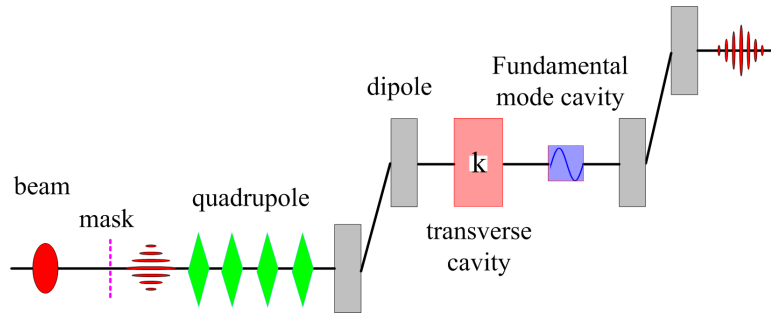 beam
mask
quadrupole
dipole
k
transverse
cavity
Fundamental
mode cavity